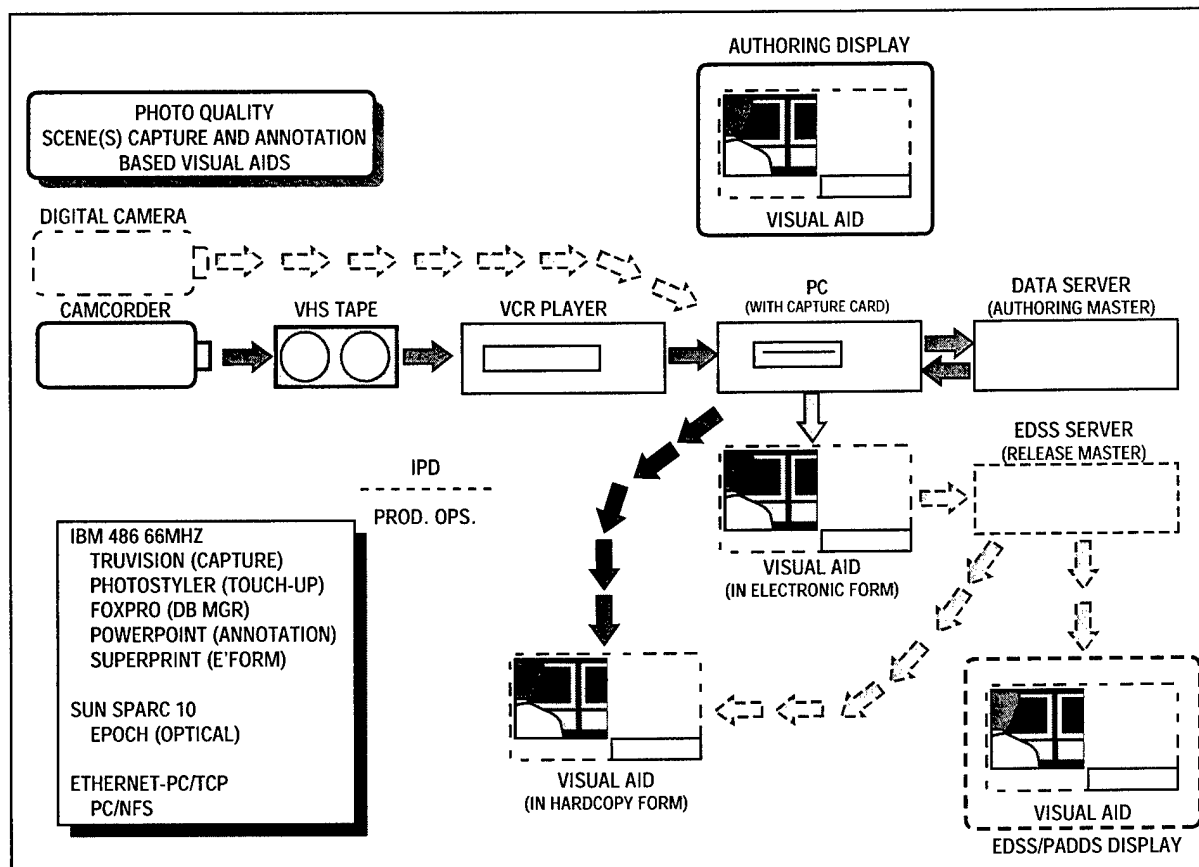 AUTHORING DISPLAY
VISUAL AID
PHOTO QUALITY
SCENE(S) CAPTURE AND ANNOTATION
BASED VISUAL AIDS
DIGITAL CAMERA
CAMCORDER
VHS TAPE
VCR PLAYER
PC
(WITH CAPTURE CARD)
DATA SERVER
(AUTHORING MASTER)
EDSS SERVER
(RELEASE MASTER)
IPD
PROD. OPS.
VISUAL AID
(IN ELECTRONIC FORM)
IBM 486 66MHZ
TRUVISION (CAPTURE)
PHOTOSTYLER (TOUCH-UP)
FOXPRO (DB MGR)
POWERPOINT (ANNOTATION)
SUPERPRINT (E'FORM)
SUN SPARC 10
EPOCH (OPTICAL)
ETHERNET-PC/TCP
PC/NFS
VISUAL AID
(IN HARDCOPY FORM)
VISUAL AID
EDSS/PADDS DISPLAY